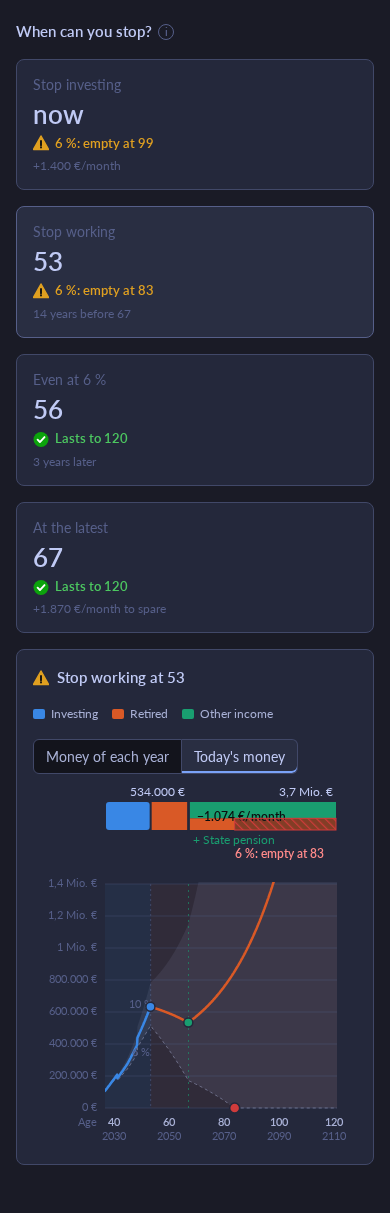 When can you stop?
Stop investing
now
6 %: empty at 99
+1.400 €/month
Stop working
53
6 %: empty at 83
14 years before 67
Even at 6 %
56
Lasts to 120
3 years later
At the latest
67
Lasts to 120
+1.870 €/month to spare
Stop working at 53
Investing Retired Other income
Money of each year Today's money
534.000 € 3,7 Mio. €
−1.074 €/month
+ State pension
6 %: empty at 83
1,4 Mio. €
1,2 Mio. €
1 Mio. €
800.000 €
600.000 €
10 %
400.000 €
200.000 €
0 €
Age 40 60 80 100 120
2030 2050 2070 2090 2110